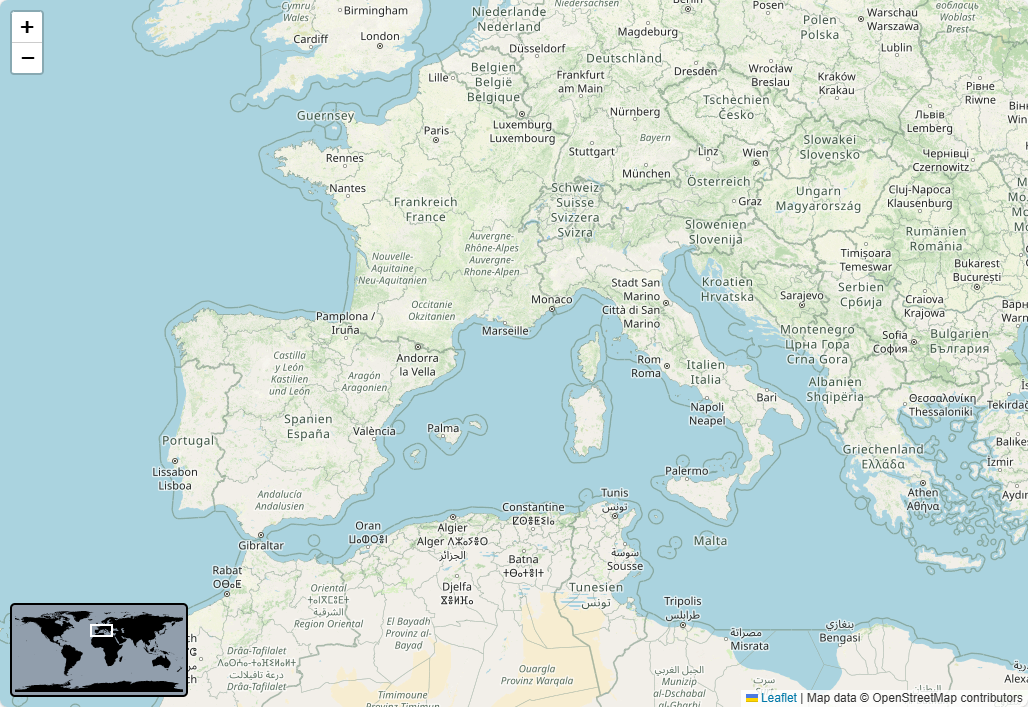 +
−
Cymru
Wales
Birmingham
Cardiff
London
Guernsey
Niederlande
Nederland
Niedersachsen
Berlin
Posen
Magdeburg
Polen
Polska
Warschau
Warszawa
Brest
Düsseldorf
Deutschland
Lublin
Lille
Belgien
België
Belgique
Frankfurt
am Main
Dresden
Wrocław
Breslau
Kraków
Krakau
Рівне
Riwne
Luxemburg
Luxembourg
Nürnberg
Tschechien
Česko
Львів
Lemberg
Paris
Bayern
Stuttgart
Linz
Wien
Slowakei
Slovensko
Чернівці
Czernowitz
Rennes
München
Nantes
Schweiz
Suisse
Svizzera
Svizra
Österreich
Graz
Ungarn
Magyarország
Cluj-Napoca
Klausenburg
Frankreich
France
Slowenien
Slovenija
Rumänien
România
Auvergne-
Rhône-Alpes
Auvergne-
Rhone-Alpen
Nouvelle-
Aquitaine
Neu-Aquitanien
Timișoara
Temeswar
Bukarest
București
Stadt San
Marino
Città di San
Marino
Kroatien
Hrvatska
Sarajevo
Serbien
Србија
Craiova
Krajowa
Monaco
Occitanie
Okzitanien
Pamplona /
Iruña
Marseille
Montenegro
Црна Гора
Crna Gora
Sofia
София
Bulgarien
България
Andorra
la Vella
Castilla
y León
Kastilien
und León
Aragón
Aragonien
Rom
Roma
Italien
Italia
Albanien
Shqipëria
Bari
Θεσσαλονίκη
Thessaloniki
Napoli
Neapel
Spanien
España
València
Palma
Portugal
Lissabon
Lisboa
Griechenland
Ελλάδα
İzmir
Palermo
Andalucía
Andalusien
Athen
Αθήνα
Tunis
تونس
Constantine
Gibraltar
Oran
Algier
Alger
الجزائر
Malta
سوسة
Sousse
Batna
Rabat
Djelfa
Oriental
الشرقية
Region Oriental
Tunesien
تونس
Tripolis
طرابلس
مصراتة
Misrata
بنغازي
Bengasi
El Bayadh
Provinz al-
Bayad
Drâa-Tafilalet
درعة تافيلالت
Drâa-Tafilalet
Ouargla
Provinz Warqala
الجبل الغربي
Munizip
al-Dschabal
al-Gharbi
سرت
Timimoune
Provinz Timimun
Leaflet | Map data © OpenStreetMap contributors